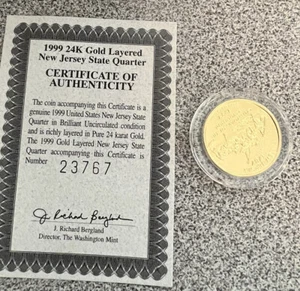 1999 24K Gold Layered
New Jersey State Quarter
CERTIFICATE OF
AUTHENTICITY
The coin accompanying this Certificate is a
genuine 1999 United States New Jersey State
Quarter in Brilliant Uncirculated condition
and is richly layered in Pure 24 karat Gold.
The 1999 Gold Layered New Jersey State
Quarter accompanying this Certificate is
Number 23767
J. Richard Bergland
J. Richard Bergland
Director, The Washington Mint